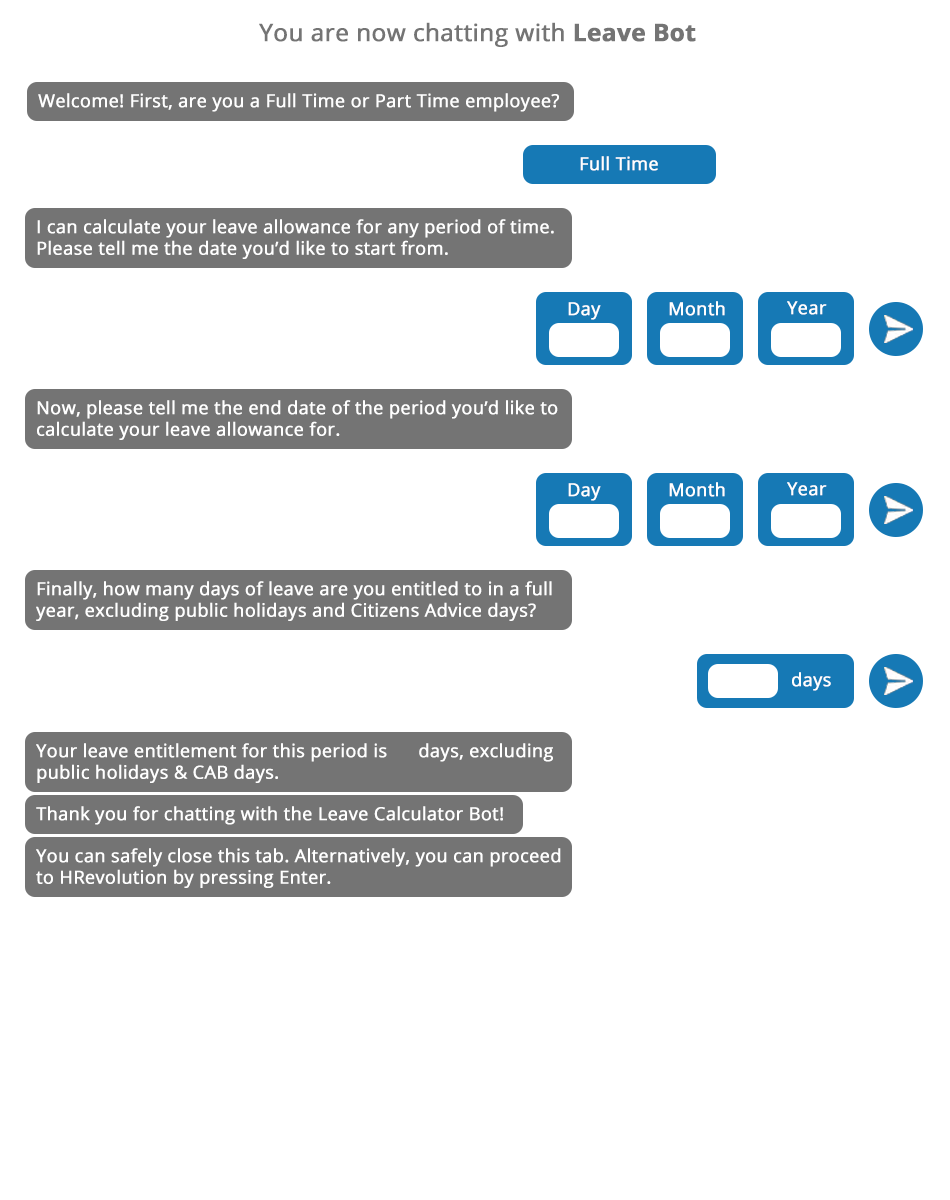 You are now chatting with Leave Bot
Welcome! First, are you a Full Time or Part Time employee?
Full Time
I can calculate your leave allowance for any period of time.
Please tell me the date you’d like to start from.
Day Month Year
Now, please tell me the end date of the period you’d like to
calculate your leave allowance for.
Day Month Year
Finally, how many days of leave are you entitled to in a full
year, excluding public holidays and Citizens Advice days?
days
Your leave entitlement for this period is days, excluding
public holidays & CAB days.
Thank you for chatting with the Leave Calculator Bot!
You can safely close this tab. Alternatively, you can proceed
to HRevolution by pressing Enter.